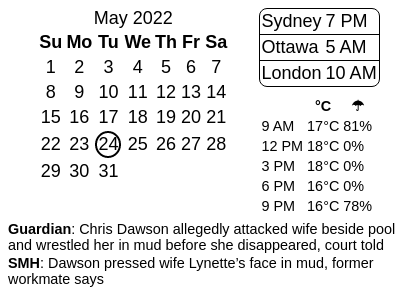 May 2022
Su Mo Tu We Th Fr Sa
1 2 3 4 5 6 7
8 9 10 11 12 13 14
15 16 17 18 19 20 21
22 23 24 25 26 27 28
29 30 31
Sydney 7 PM
Ottawa 5 AM
London 10 AM
°C ☂
9 AM 17°C 81%
12 PM 18°C 0%
3 PM 18°C 0%
6 PM 16°C 0%
9 PM 16°C 78%
Guardian: Chris Dawson allegedly attacked wife beside pool
and wrestled her in mud before she disappeared, court told
SMH: Dawson pressed wife Lynette’s face in mud, former
workmate says